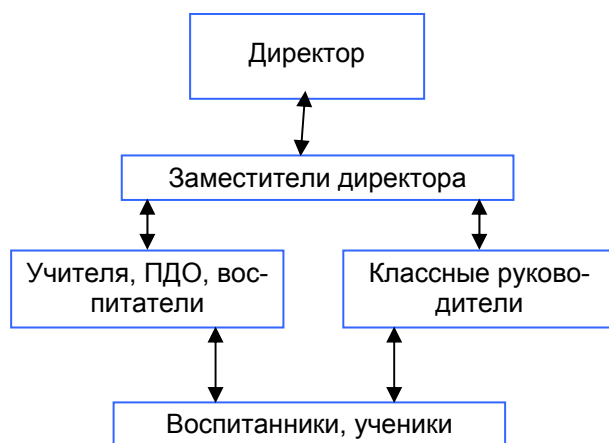 Директор
Заместители директора
Учителя, ПДО, вос-
питатели
Классные руково-
дители
Воспитанники, ученики